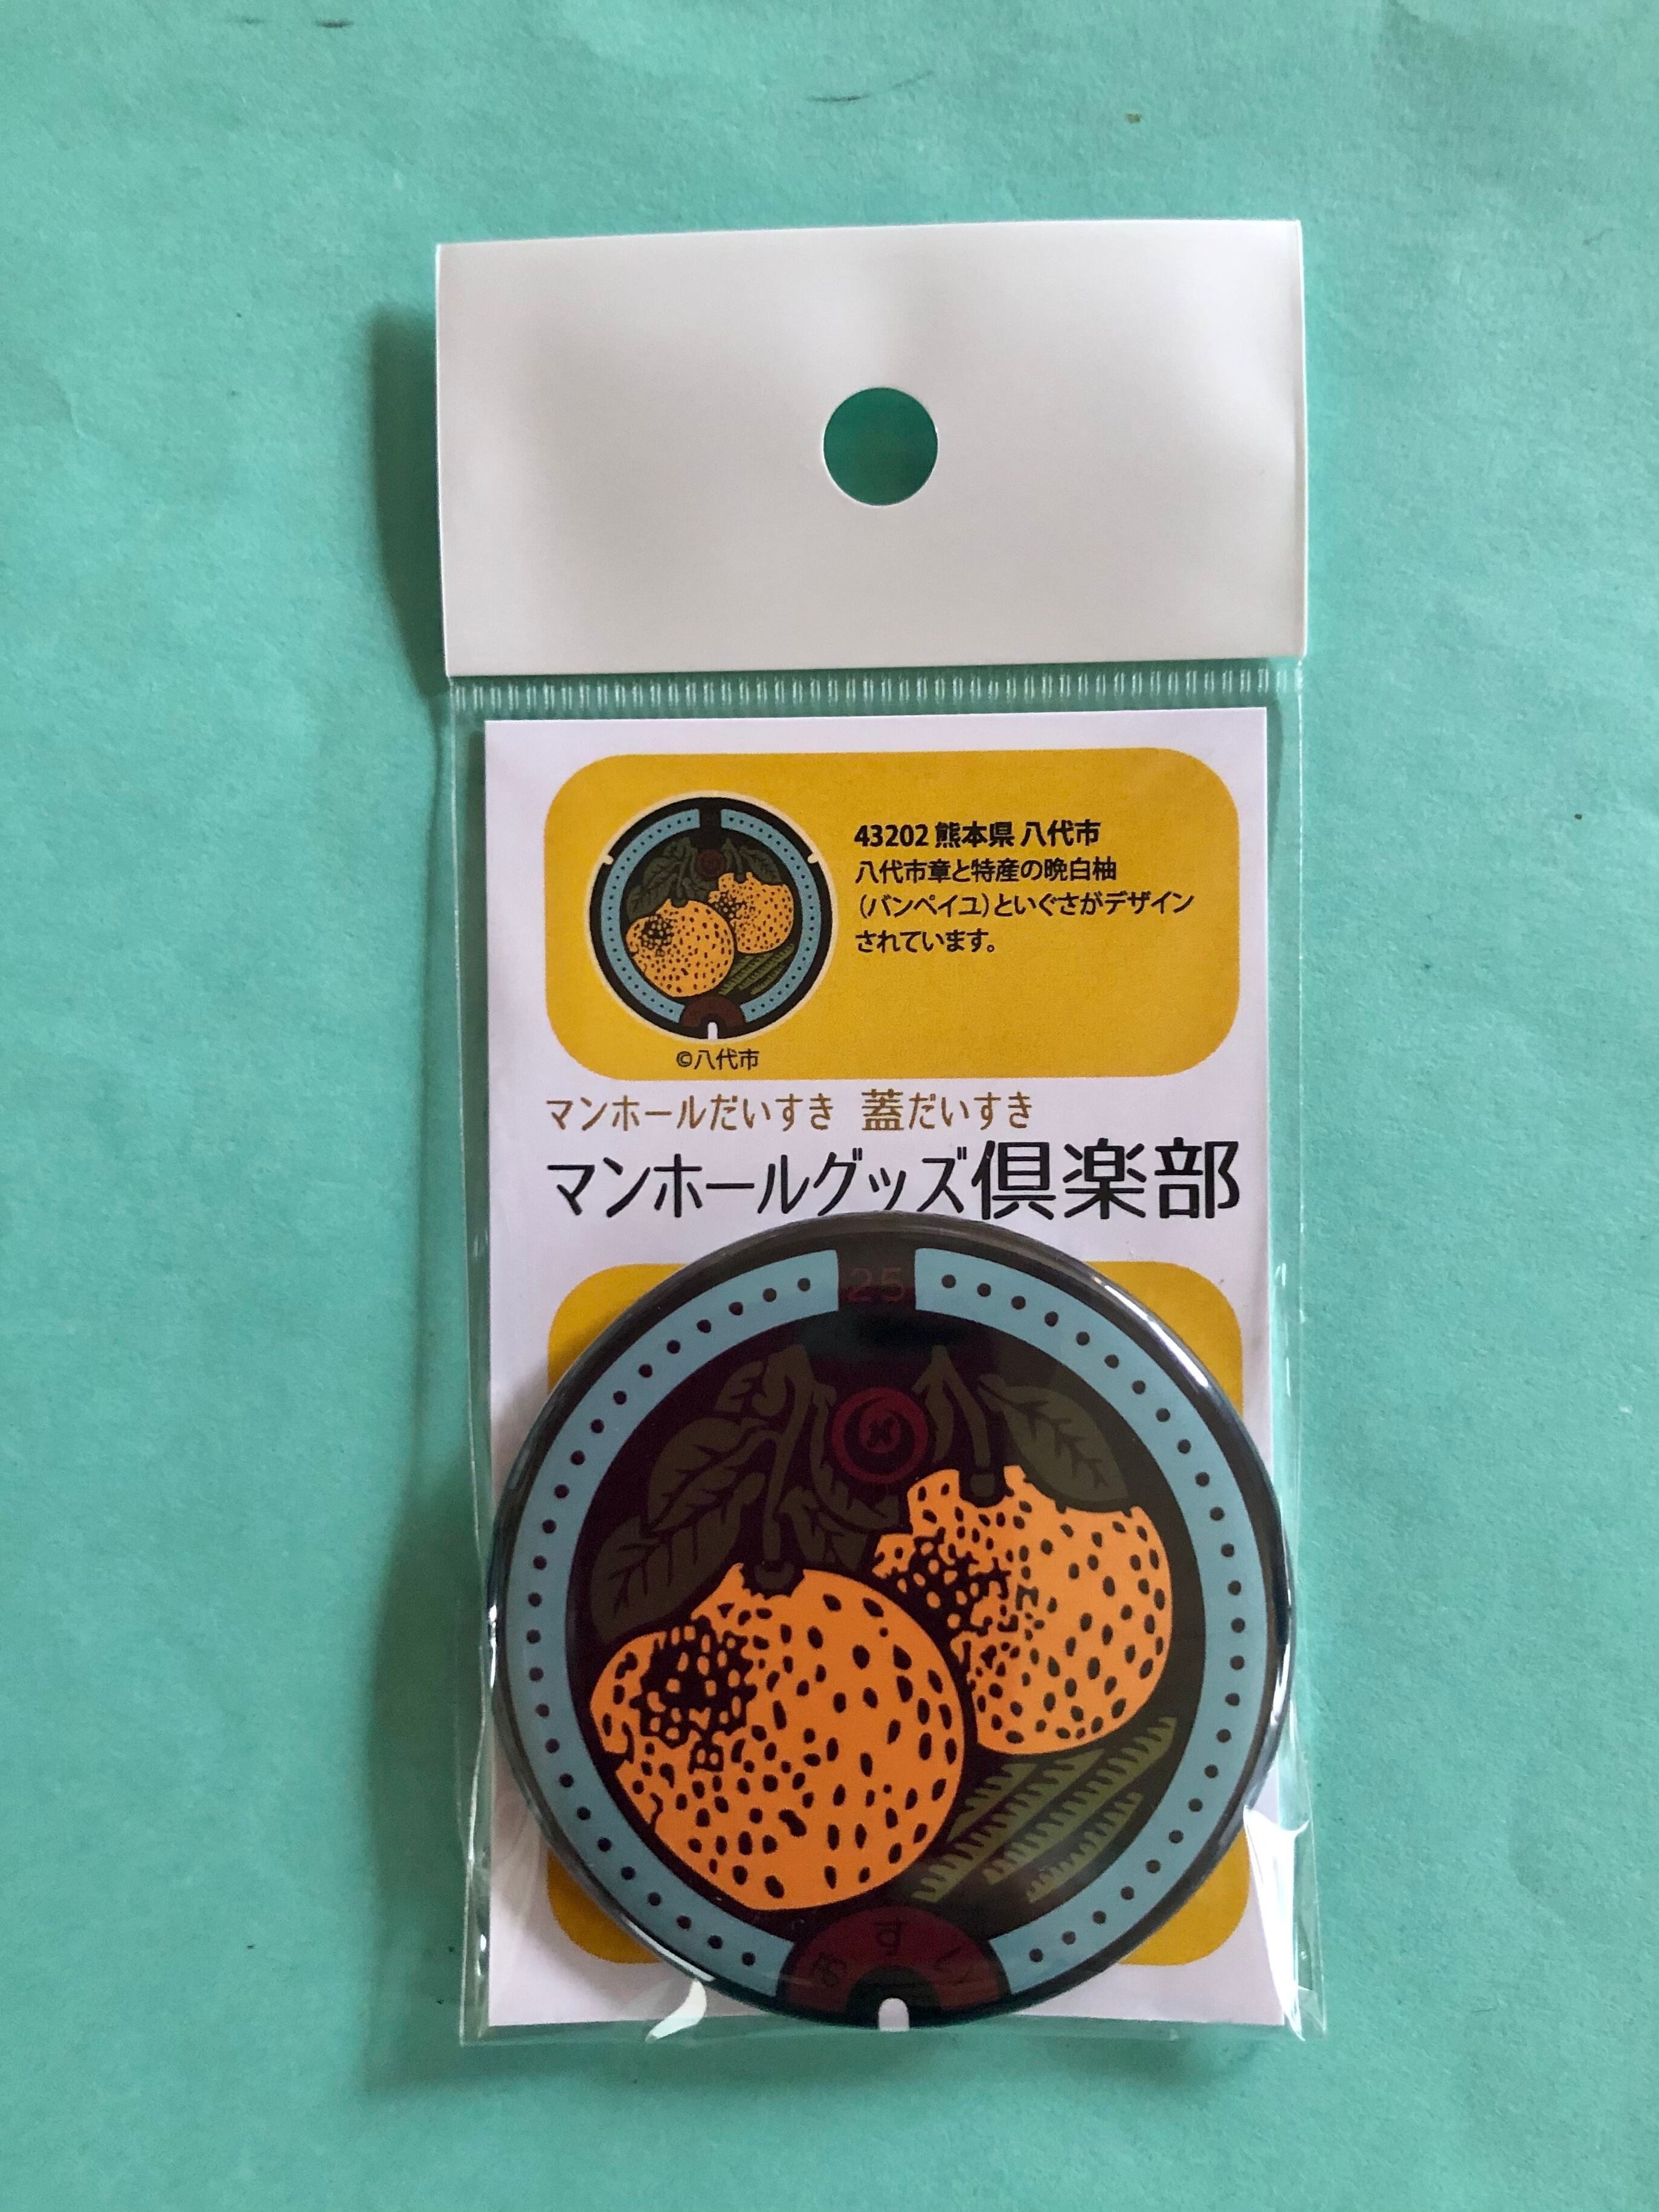 43202 熊本県 八代市
八代市章と特産の晩白柚
（バンペイユ）といぐさがデザイン
されています。
©八代市
マンホールだいすき 蓋だいすき
マンホールグッズ倶楽部
25
すい